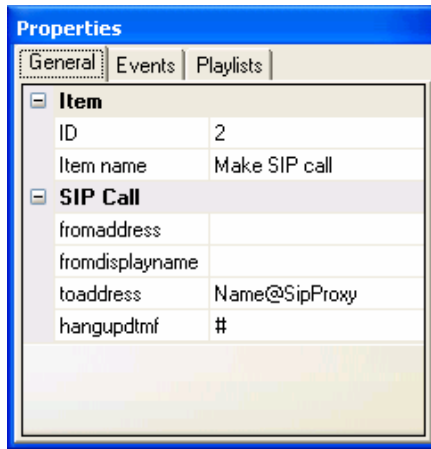 Properties
General Events Playlists
Item
ID 2
Item name Make SIP call
SIP Call
fromaddress
fromdisplayname
toaddress Name@SipProxy
hangupdtmf #